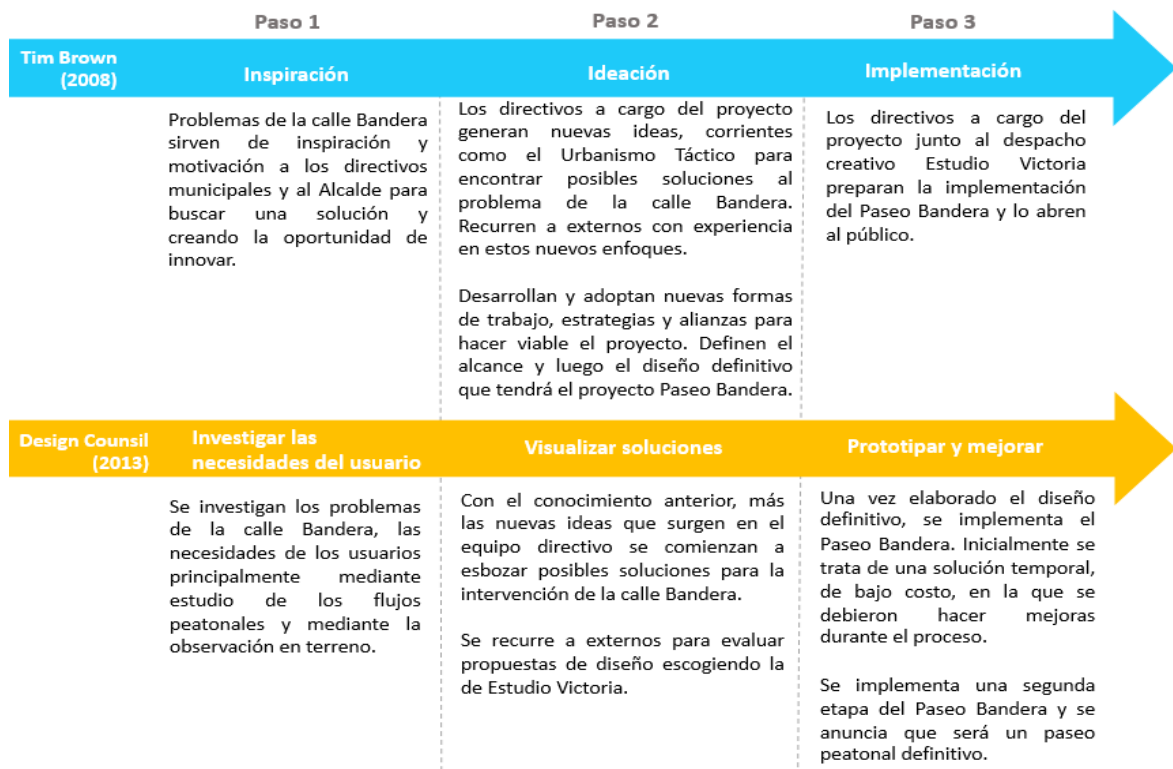 Paso 1
Paso 2
Paso 3
Tim Brown
(2008)
Inspiración
Ideación
Implementación
Problemas de la calle Bandera
sirven de inspiración y
motivación a los directivos
municipales y al Alcalde para
buscar una solución y
creando la oportunidad de
innovar.
Los directivos a cargo del proyecto
generan nuevas ideas, corrientes
como el Urbanismo Táctico para
encontrar posibles soluciones al
problema de la calle Bandera.
Recurren a externos con experiencia
en estos nuevos enfoques.
Desarrollan y adoptan nuevas formas
de trabajo, estrategias y alianzas para
hacer viable el proyecto. Definen el
alcance y luego el diseño definitivo
que tendrá el proyecto Paseo Bandera.
Los directivos a cargo del
proyecto junto al despacho
creativo Estudio Victoria
preparan la implementación
del Paseo Bandera y lo abren
al público.
Design Counsil
(2013)
Investigar las
necesidades del usuario
Visualizar soluciones
Prototipar y mejorar
Se investigan los problemas
de la calle Bandera, las
necesidades de los usuarios
principalmente mediante
estudio de los flujos
peatonales y mediante la
observación en terreno.
Con el conocimiento anterior, más
las nuevas ideas que surgen en el
equipo directivo se comienzan a
esbozar posibles soluciones para la
intervención de la calle Bandera.
Se recurre a externos para evaluar
propuestas de diseño escogiendo la
de Estudio Victoria.
Una vez elaborado el diseño
definitivo, se implementa el
Paseo Bandera. Inicialmente se
trata de una solución temporal,
de bajo costo, en la que se
debieron hacer mejoras
durante el proceso.
Se implementa una segunda
etapa del Paseo Bandera y se
anuncia que será un paseo
peatonal definitivo.